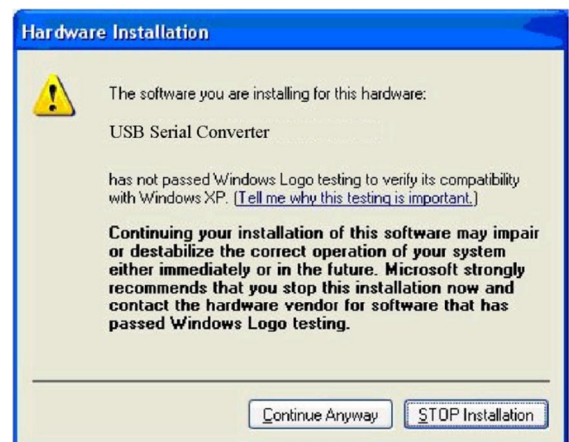 Hardware Installation
The software you are installing for this hardware:
USB Serial Converter
has not passed Windows Logo testing to verify its compatibility
with Windows XP. (Tell me why this testing is important.)
Continuing your installation of this software may impair
or destabilize the correct operation of your system
either immediately or in the future. Microsoft strongly
recommends that you stop this installation now and
contact the hardware vendor for software that has
passed Windows Logo testing.
Continue Anyway
STOP Installation